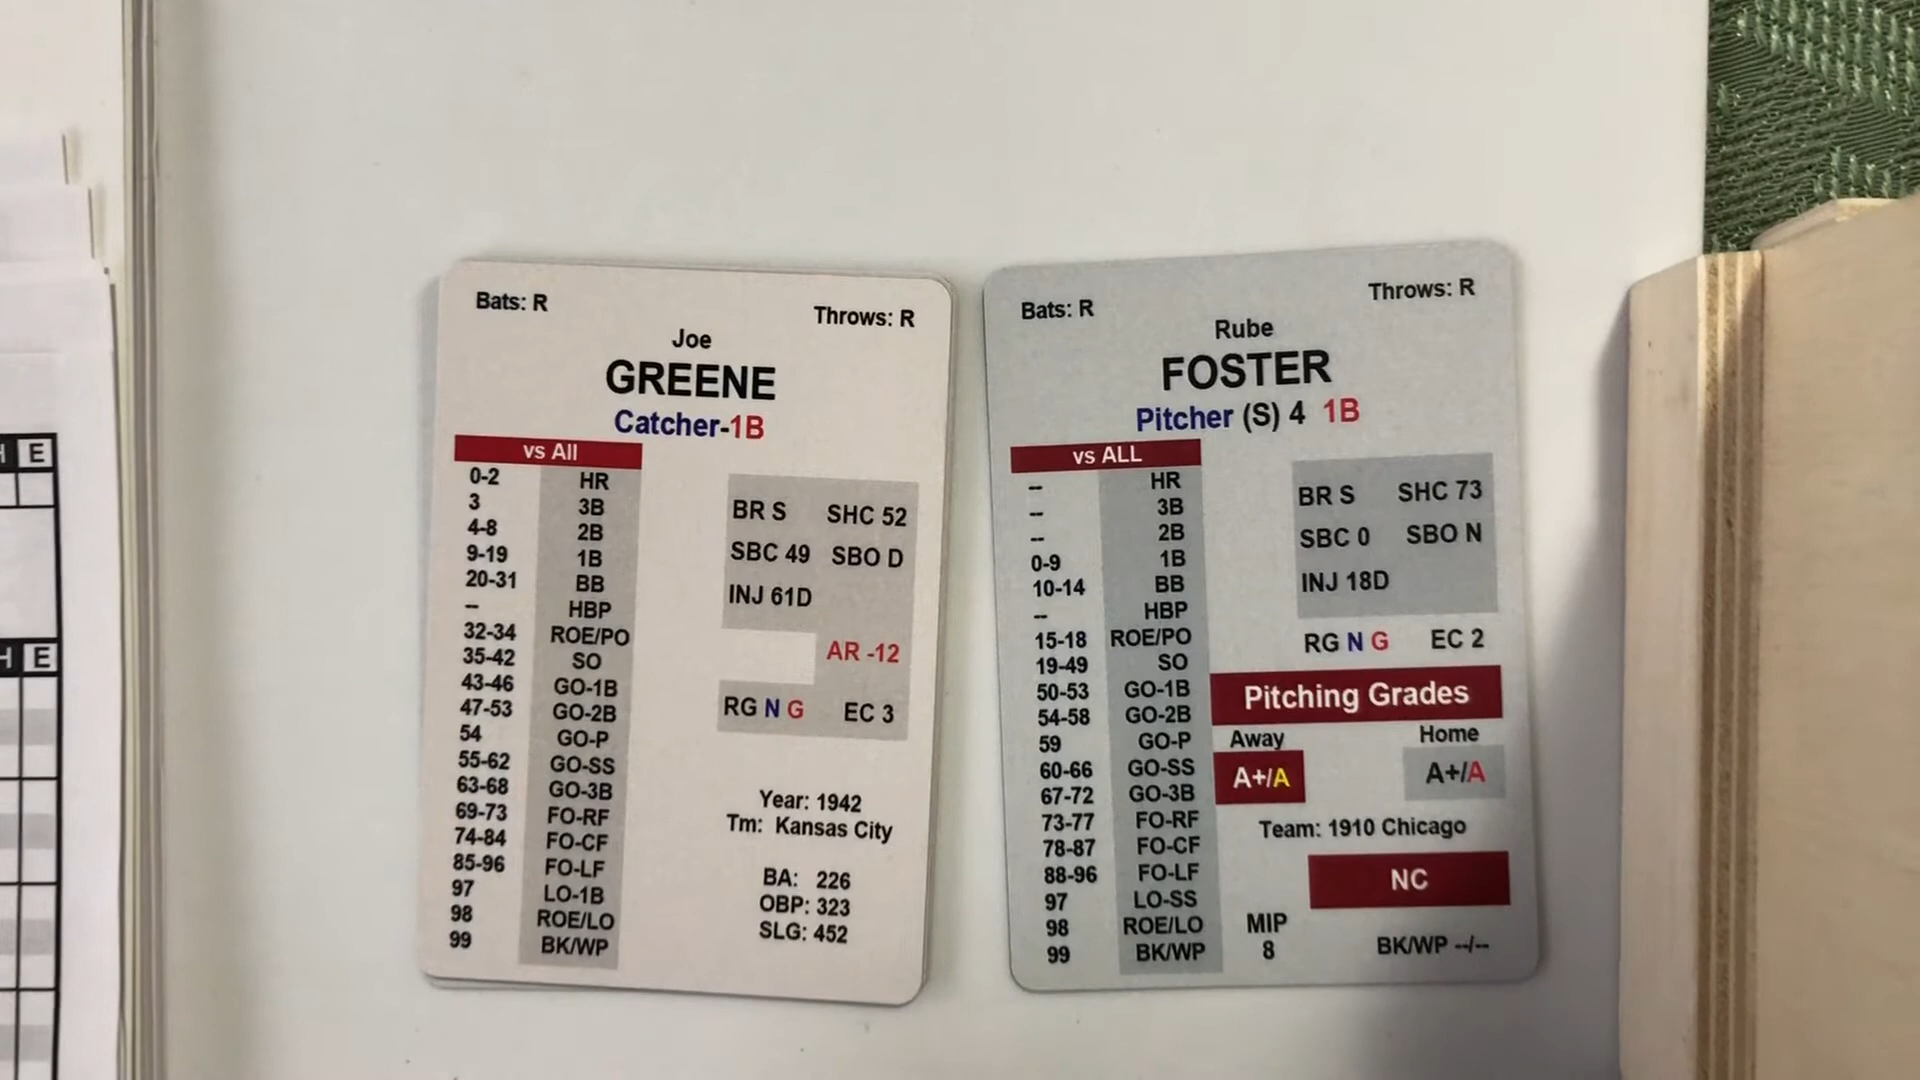 H E
H E
Bats: R Throws: R
Joe
GREENE
Catcher-1B
vs All
0-2 HR
3 3B
4-8 2B
9-19 1B
20-31 BB
-- HBP
32-34 ROE/PO
35-42 SO
43-46 GO-1B
47-53 GO-2B
54 GO-P
55-62 GO-SS
63-68 GO-3B
69-73 FO-RF
74-84 FO-CF
85-96 FO-LF
97 LO-1B
98 ROE/LO
99 BK/WP
BR S SHC 52
SBC 49 SBO D
INJ 61D
AR -12
RG N G EC 3
Year: 1942
Tm: Kansas City
BA: 226
OBP: 323
SLG: 452
Bats: R Throws: R
Rube
FOSTER
Pitcher (S) 4 1B
vs ALL
-- HR
-- 3B
-- 2B
0-9 1B
10-14 BB
-- HBP
15-18 ROE/PO
19-49 SO
50-53 GO-1B
54-58 GO-2B
59 GO-P
60-66 GO-SS
67-72 GO-3B
73-77 FO-RF
78-87 FO-CF
88-96 FO-LF
97 LO-SS
98 ROE/LO
99 BK/WP
BR S SHC 73
SBC 0 SBO N
INJ 18D
RG N G EC 2
Pitching Grades
Away Home
A+/A A+/A
Team: 1910 Chicago
NC
MIP
8
BK/WP --/--